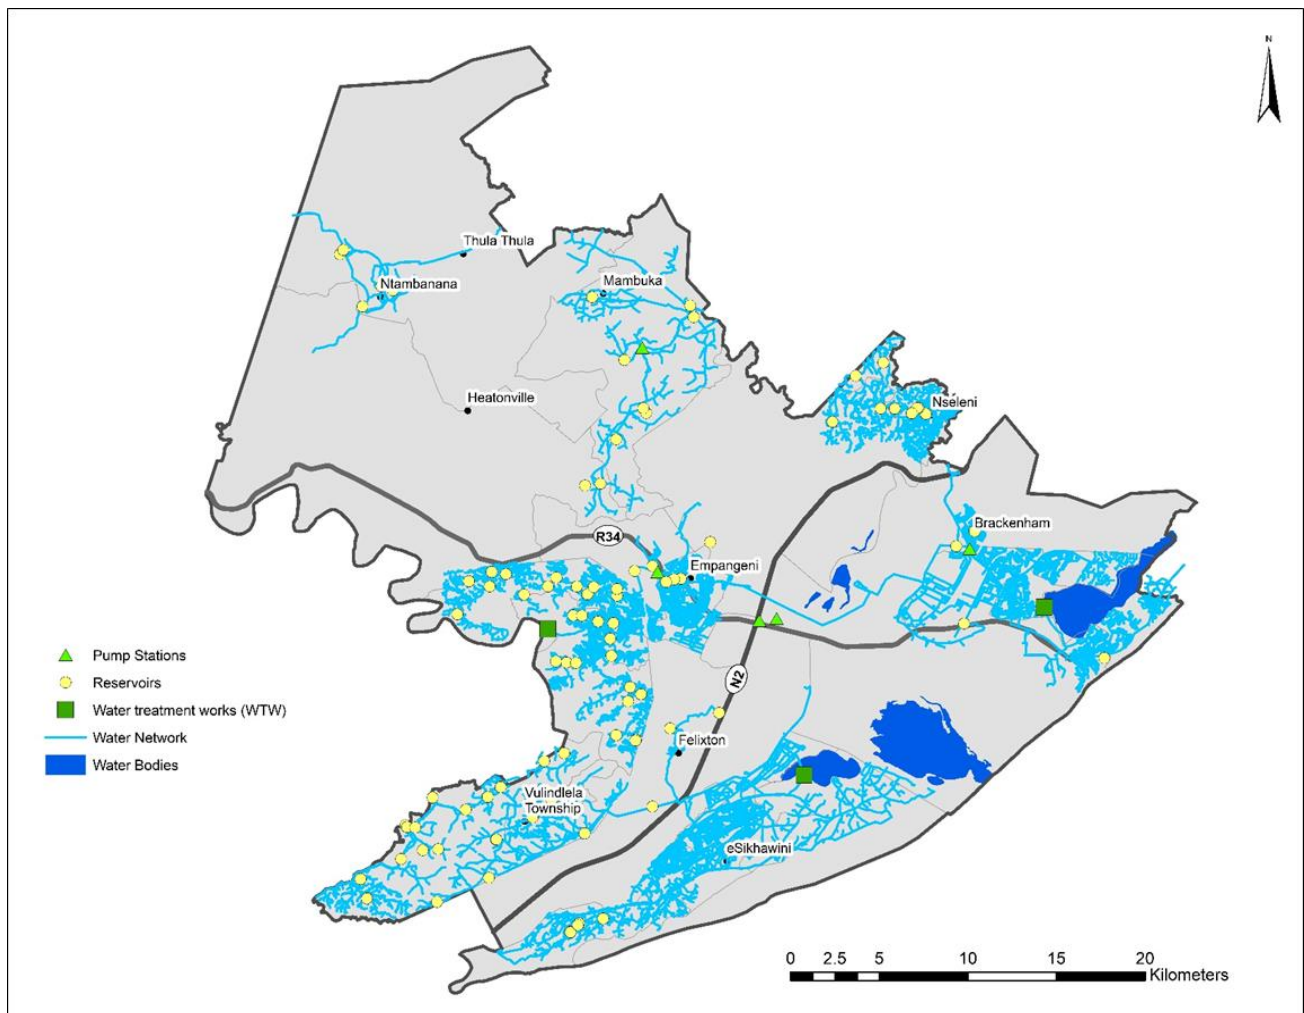 N
Thula Thula
Ntambanana
Mambuka
Heatonville
Nseleni
R34
Brackenham
Empangeni
N2
Felixton
Vulindlela
Township
eSikhawini
Pump Stations
Reservoirs
Water treatment works (WTW)
Water Network
Water Bodies
0 2.5 5 10 15 20
Kilometers